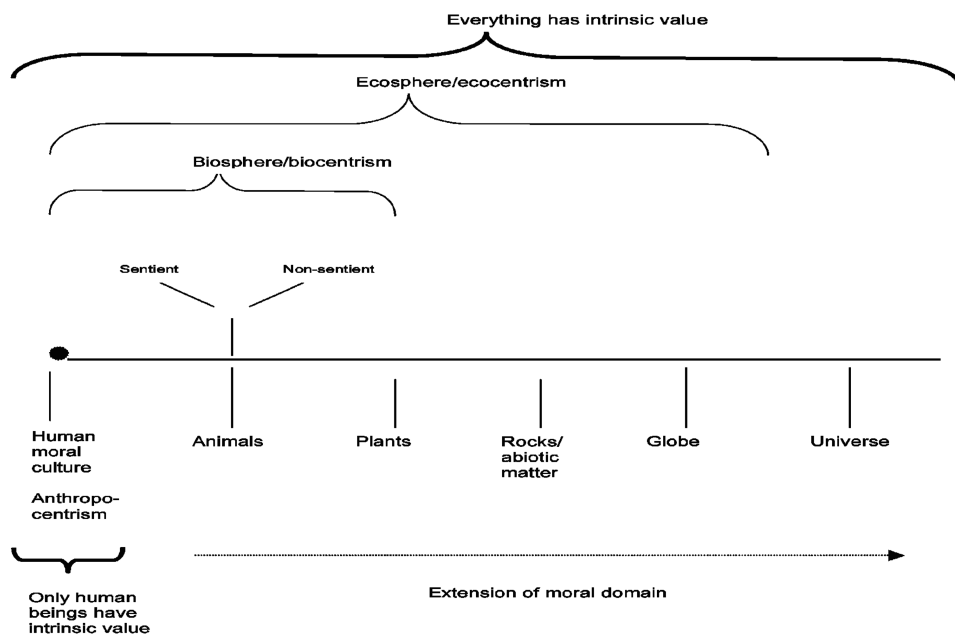 Everything has intrinsic value
Ecosphere/ecocentrism
Biosphere/biocentrism
Sentient
Non-sentient
Human
moral
culture
Anthropo-
centrism
Animals
Plants
Rocks/
abiotic
matter
Globe
Universe
Only human
beings have
intrinsic value
Extension of moral domain